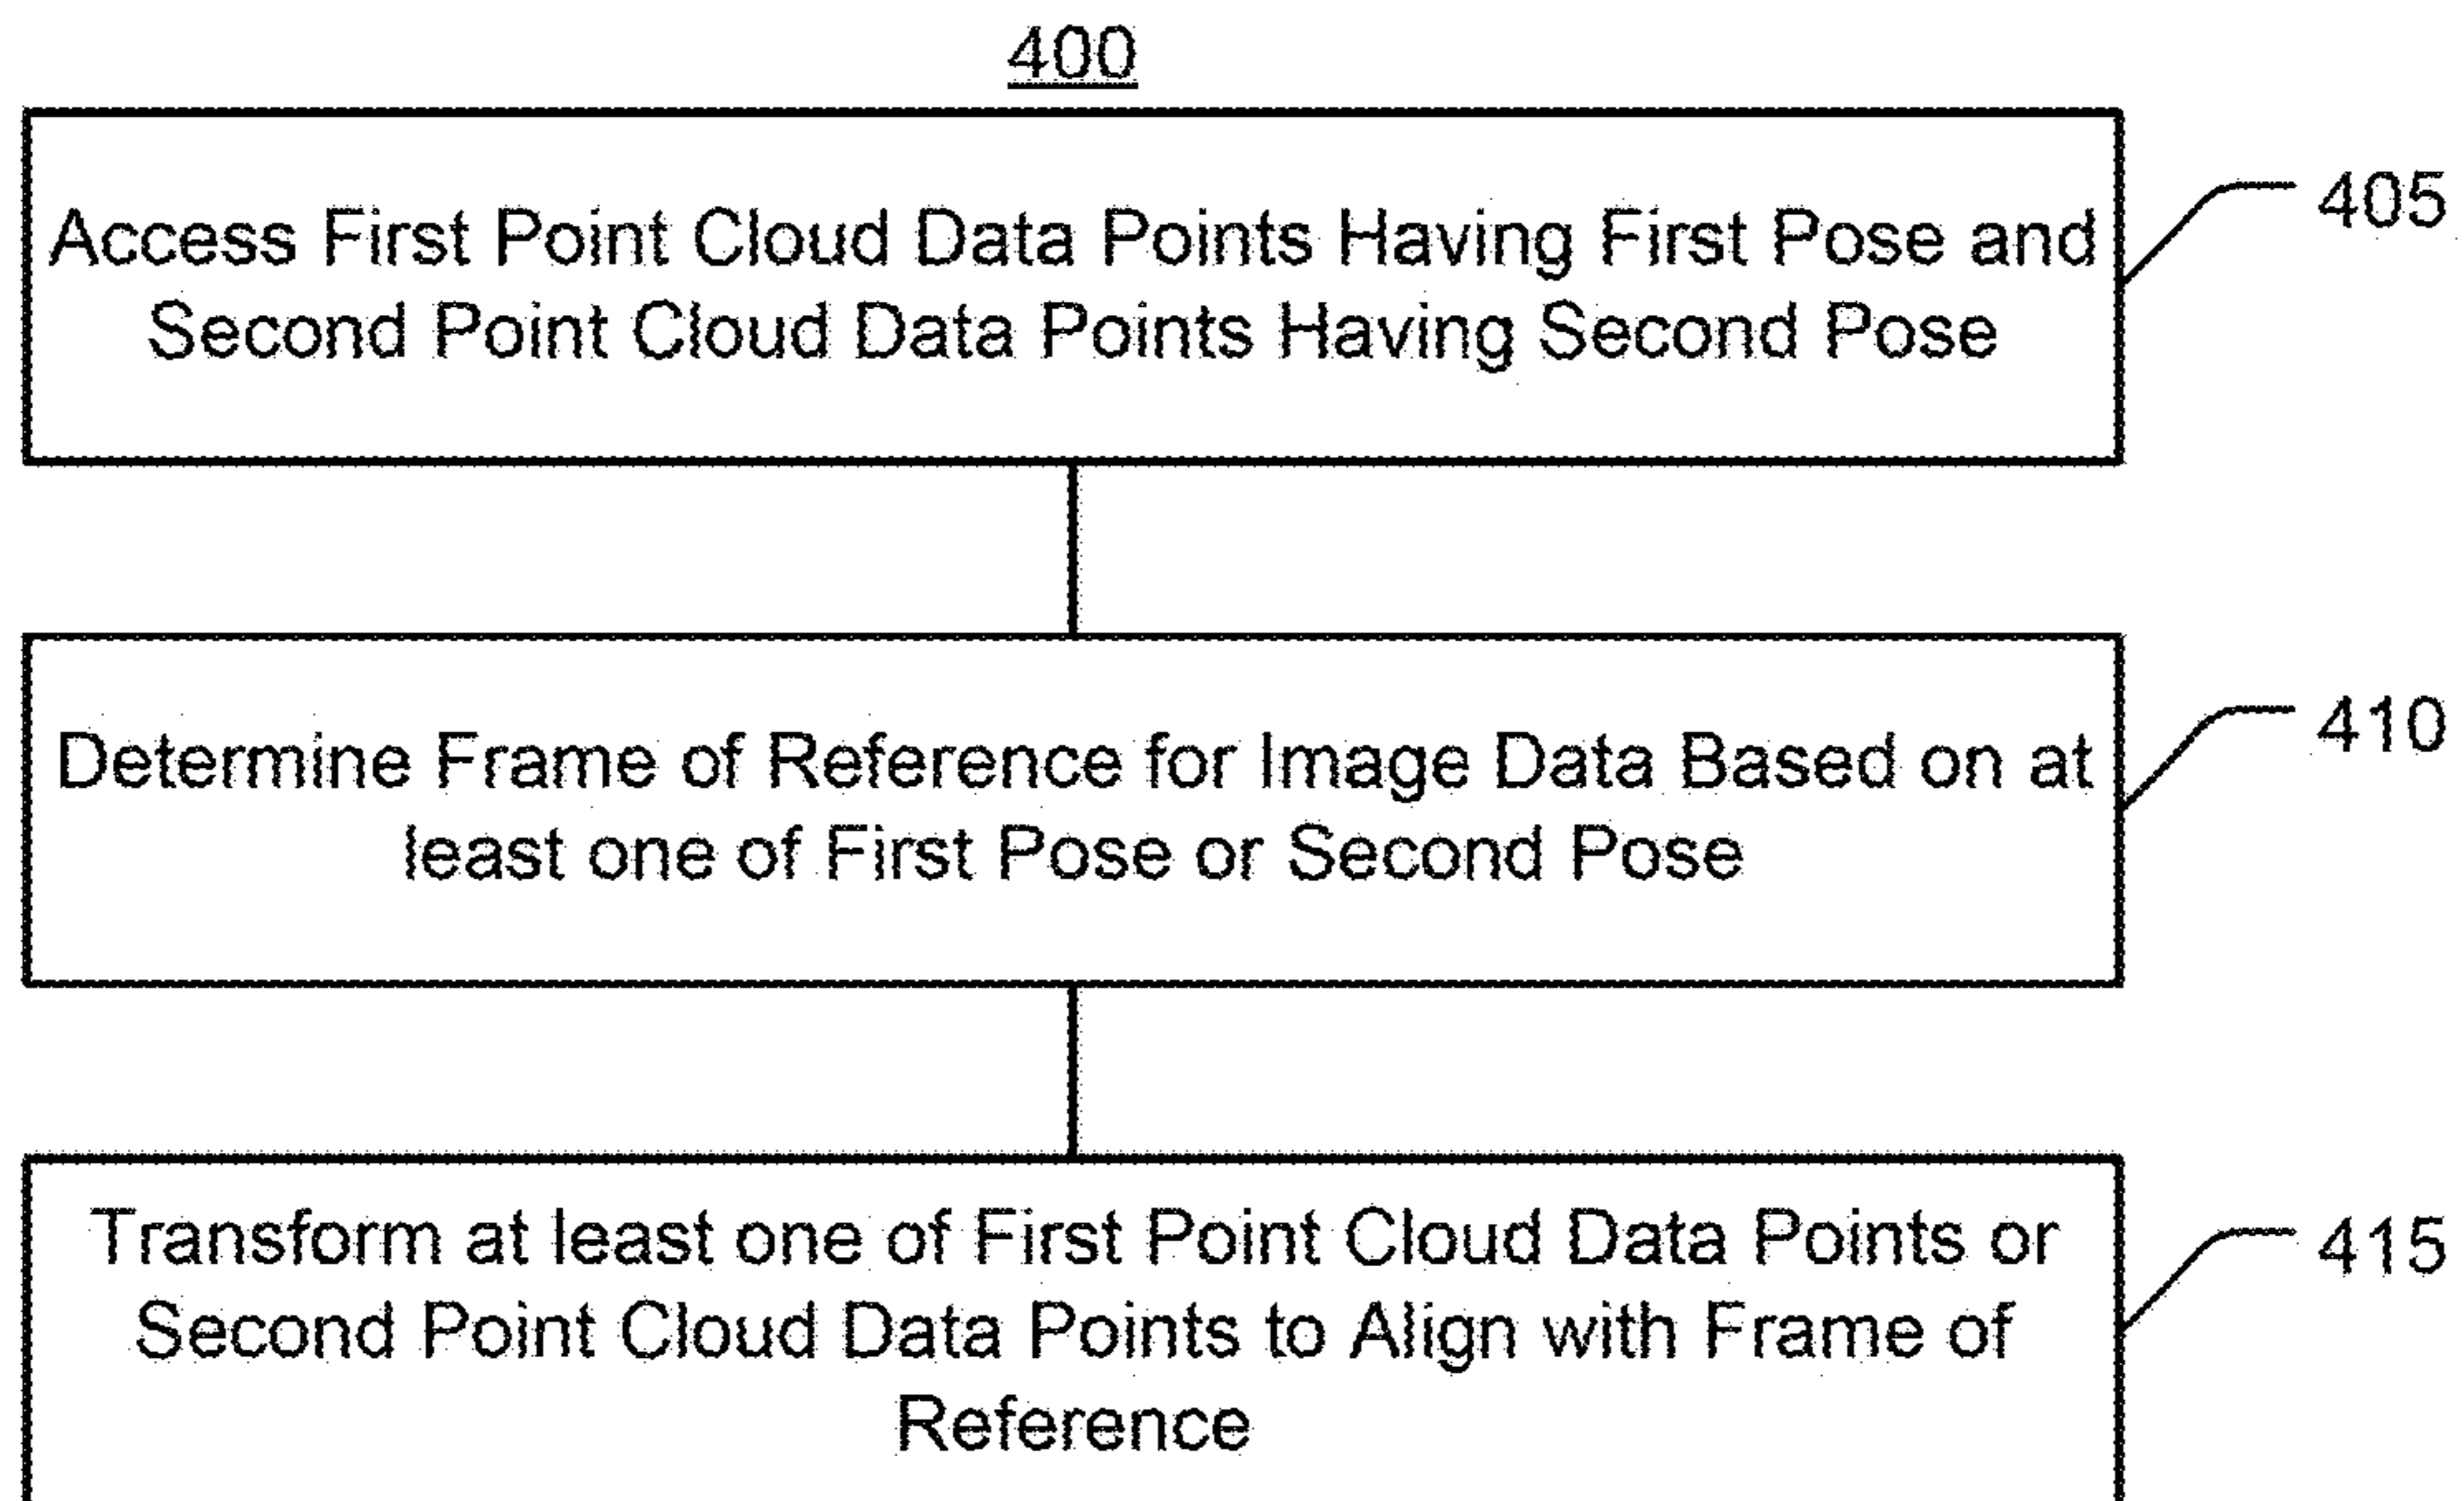 400
Access First Point Cloud Data Points Having First Pose and
Second Point Cloud Data Points Having Second Pose
405
Determine Frame of Reference for Image Data Based on at
least one of First Pose or Second Pose
410
Transform at least one of First Point Cloud Data Points or
Second Point Cloud Data Points to Align with Frame of
Reference
415